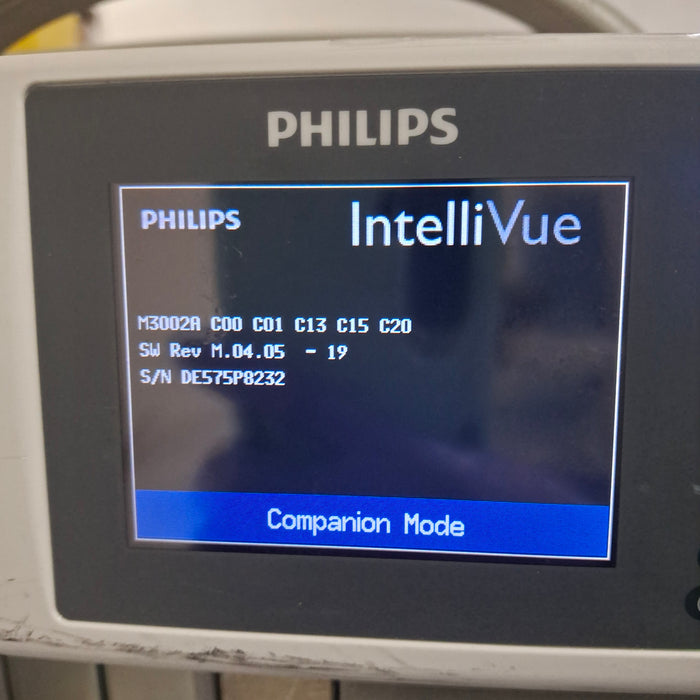 PHILIPS
PHILIPS IntelliVue
M3002A C00 C01 C13 C15 C20
SW Rev M.04.05 - 19
S/N DE575P8232
Companion Mode